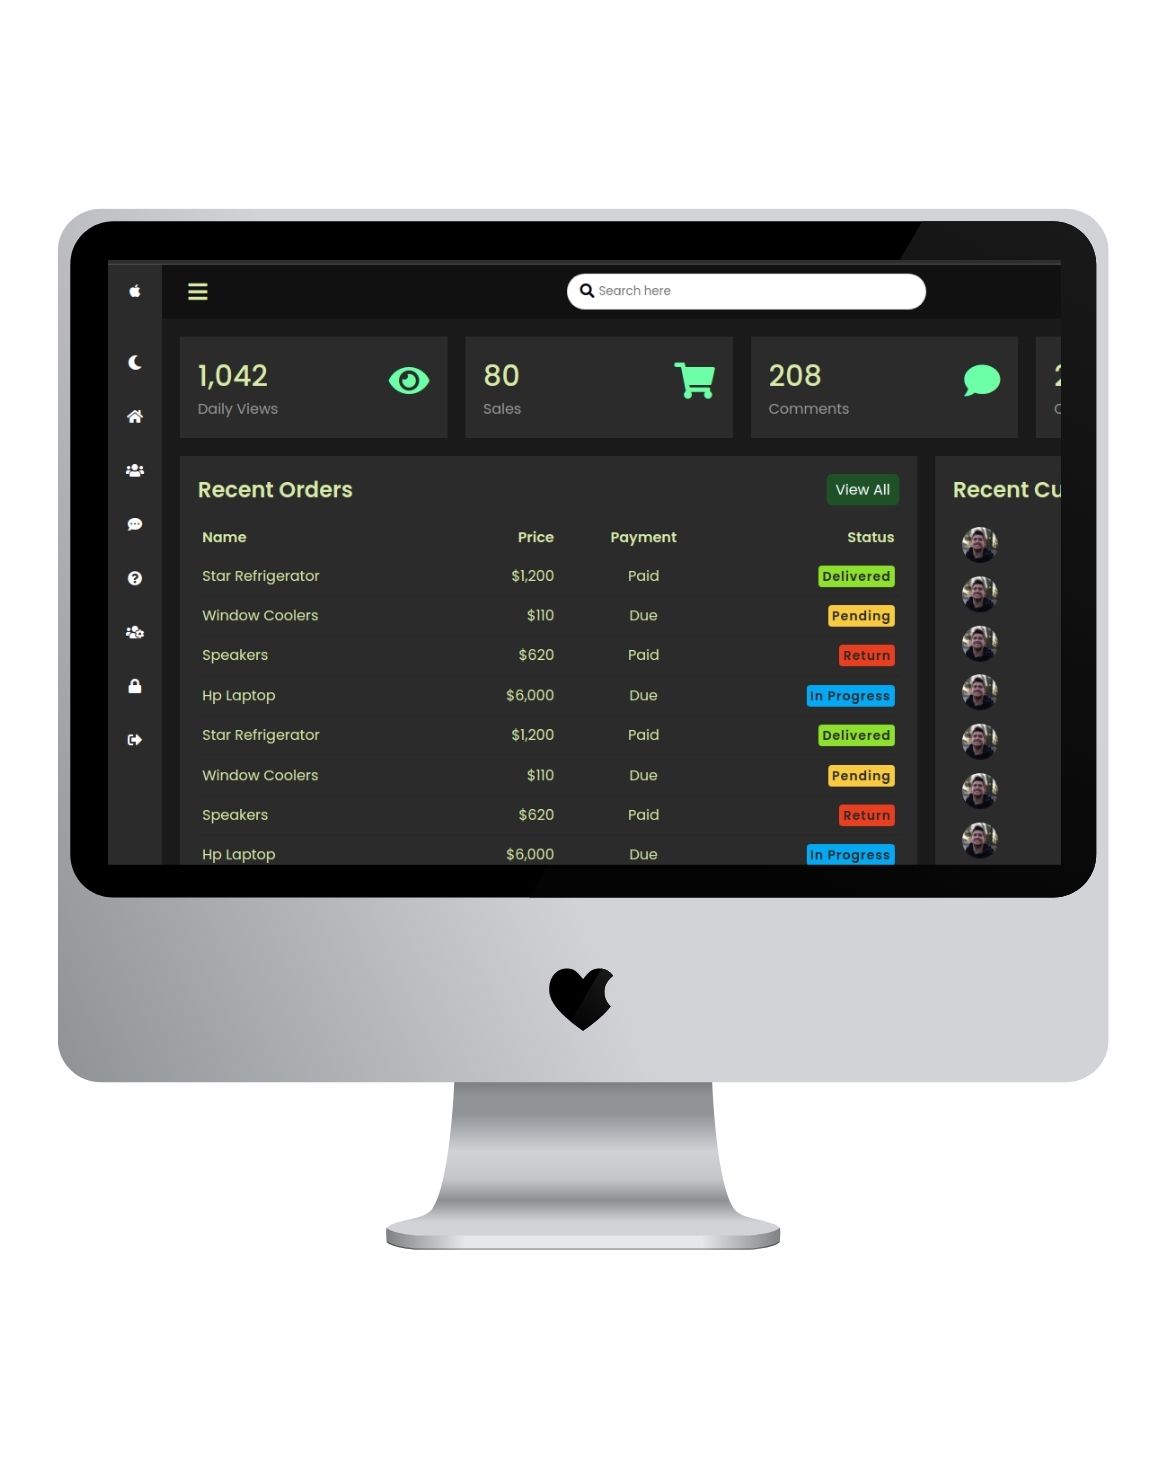 Search here
1,042
Daily Views
80
Sales
208
Comments
Recent Orders
View All
Name Price Payment Status
Star Refrigerator $1,200 Paid Delivered
Window Coolers $110 Due Pending
Speakers $620 Paid Return
Hp Laptop $6,000 Due In Progress
Star Refrigerator $1,200 Paid Delivered
Window Coolers $110 Due Pending
Speakers $620 Paid Return
Hp Laptop $6,000 Due In Progress
Recent Cu